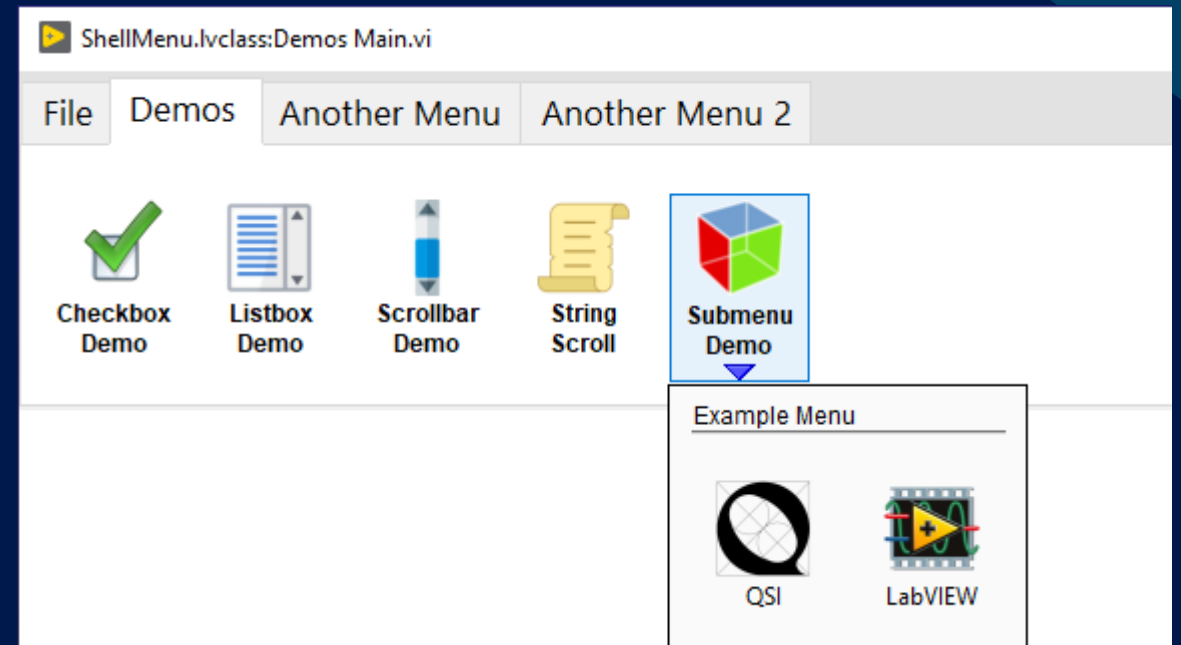 ShellMenu.lvclass:Demos Main.vi
File Demos Another Menu Another Menu 2
Checkbox Demo
Listbox Demo
Scrollbar Demo
String Scroll
Submenu Demo
Example Menu
QSI
LabVIEW